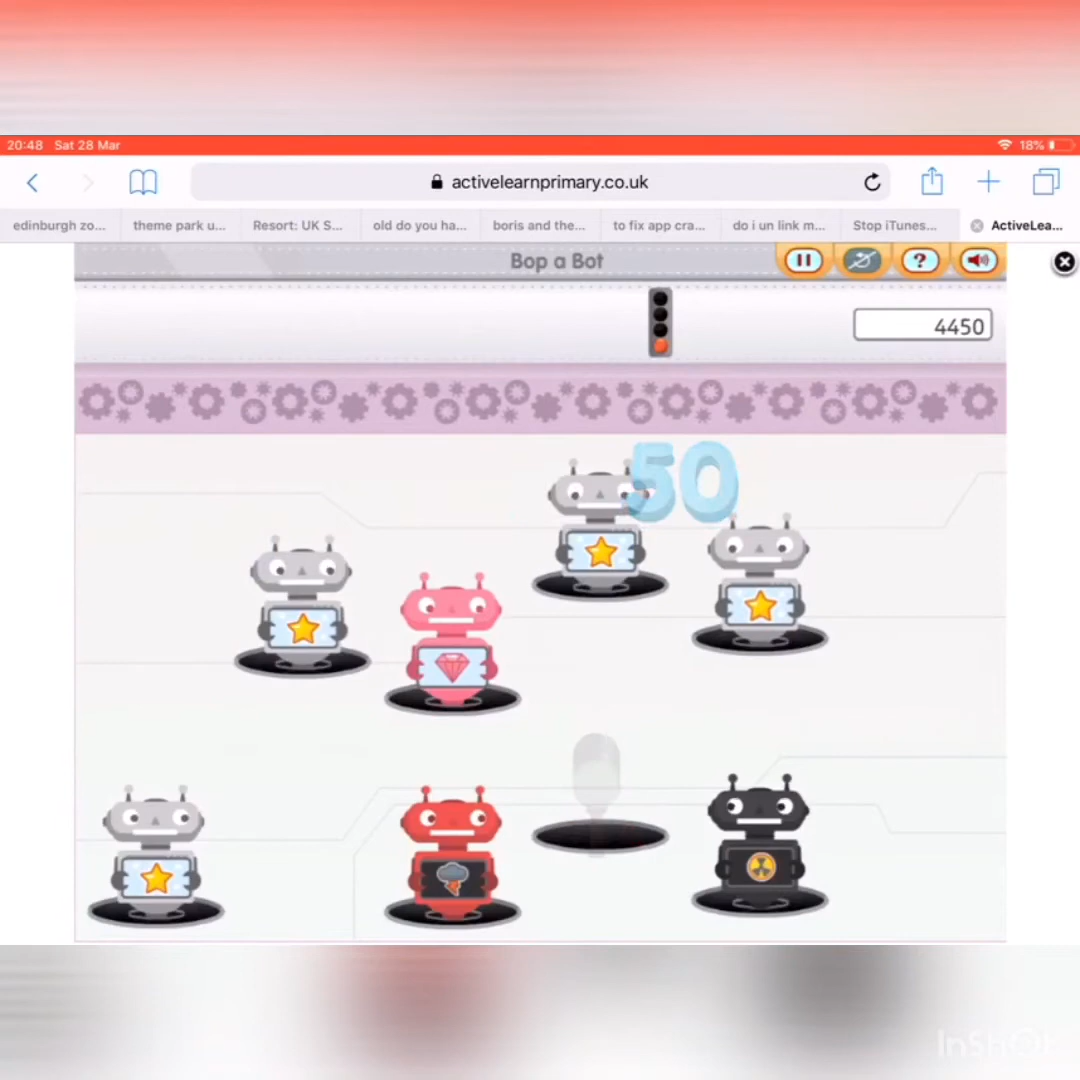 20:48 Sat 28 Mar
18%
activelearnprimary.co.uk
edinburgh zo...
theme park u...
Resort: UK S...
old do you ha...
boris and the...
to fix app cra...
do i un link m...
Stop iTunes...
ActiveLea...
Bop a Bot
?
4450
50
InShOt